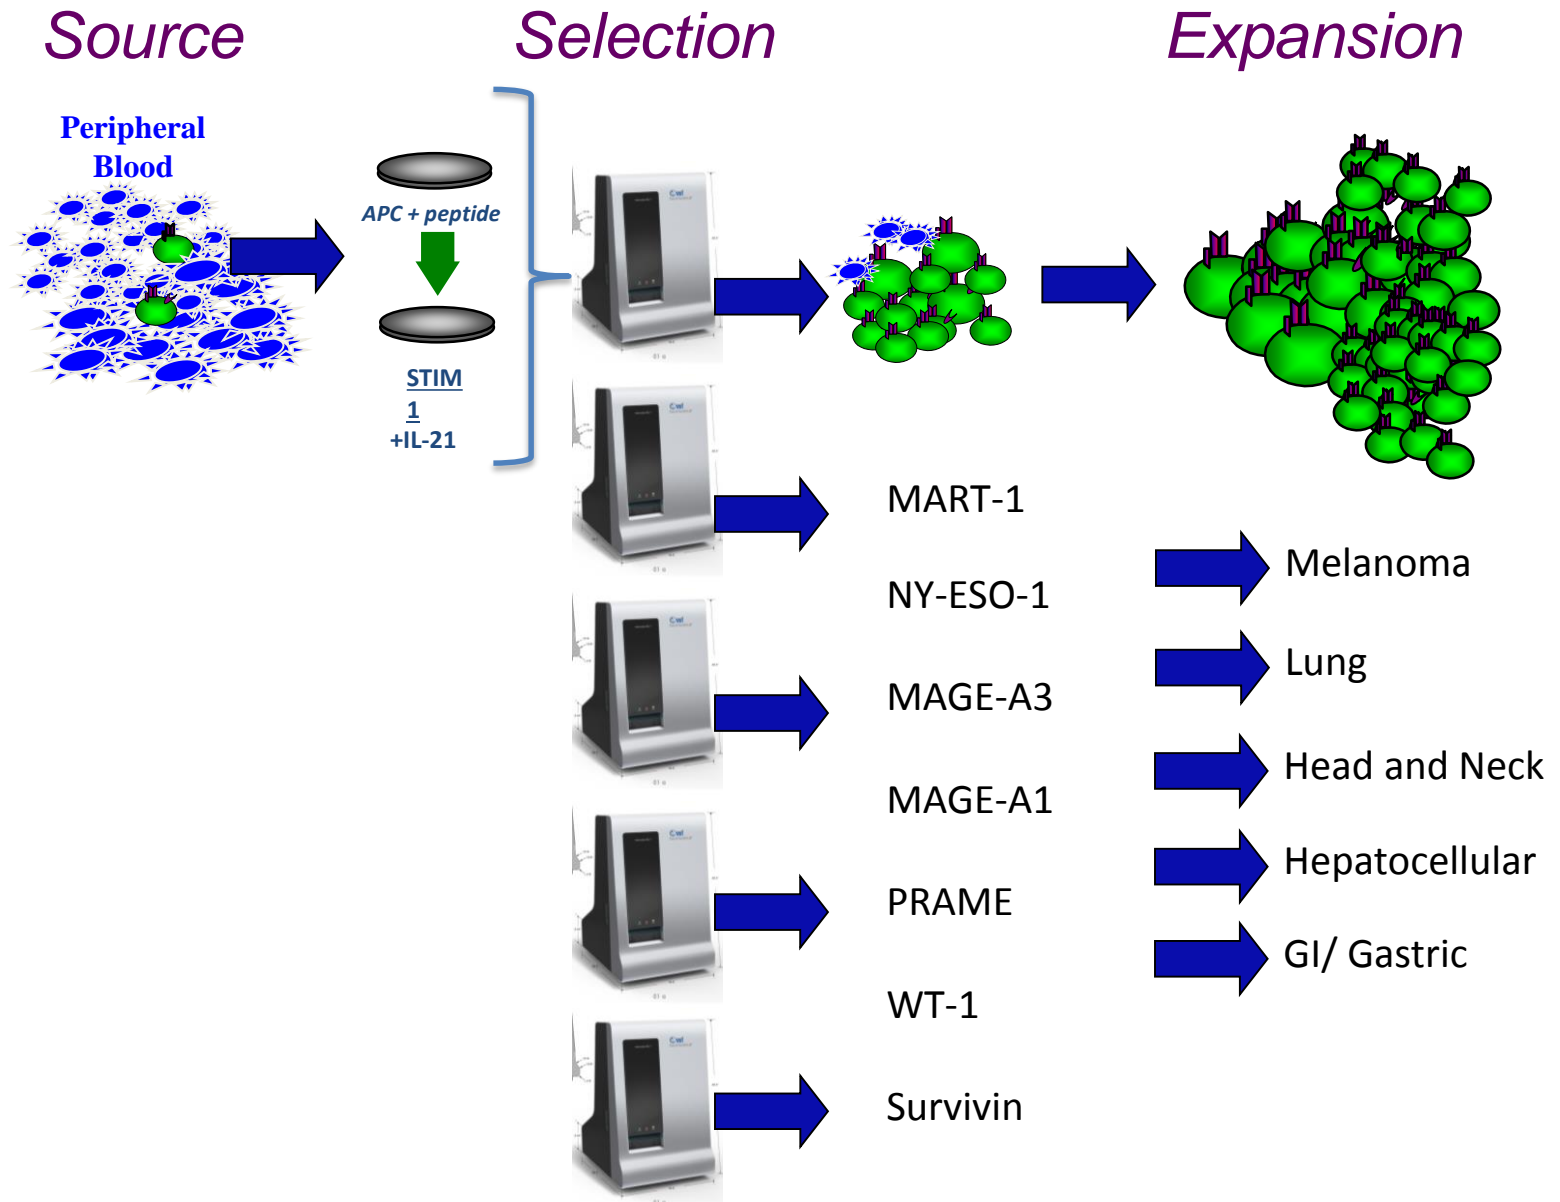 Source
Selection
Expansion
Peripheral
Blood
APC + peptide
STIM
1
+IL-21
MART-1
NY-ESO-1
MAGE-A3
MAGE-A1
PRAME
WT-1
Survivin
Melanoma
Lung
Head and Neck
Hepatocellular
GI/ Gastric